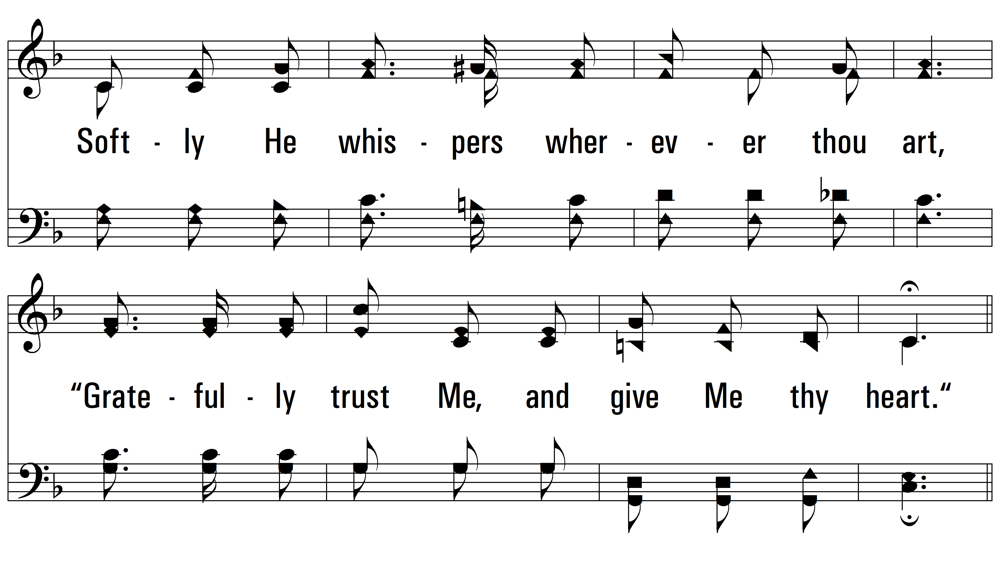 Soft - ly He whis - pers wher - ev - er thou art,
“Grate - ful - ly trust Me, and give Me thy heart.“